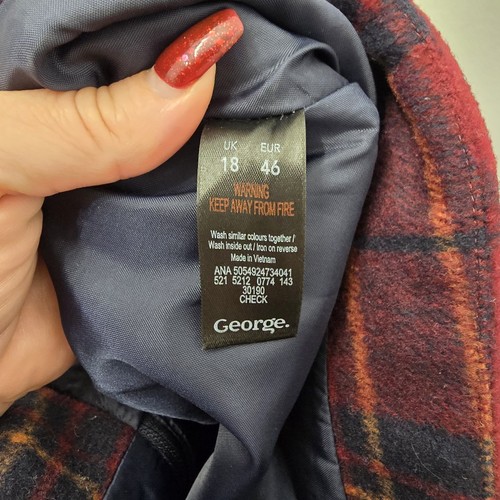 UK EUR
18 46
WARNING
KEEP AWAY FROM FIRE
Wash similar colours together /
Wash inside out / Iron on reverse
Made in Vietnam
ANA 5054924734041
521 5212 0774 143
30190
CHECK
George.